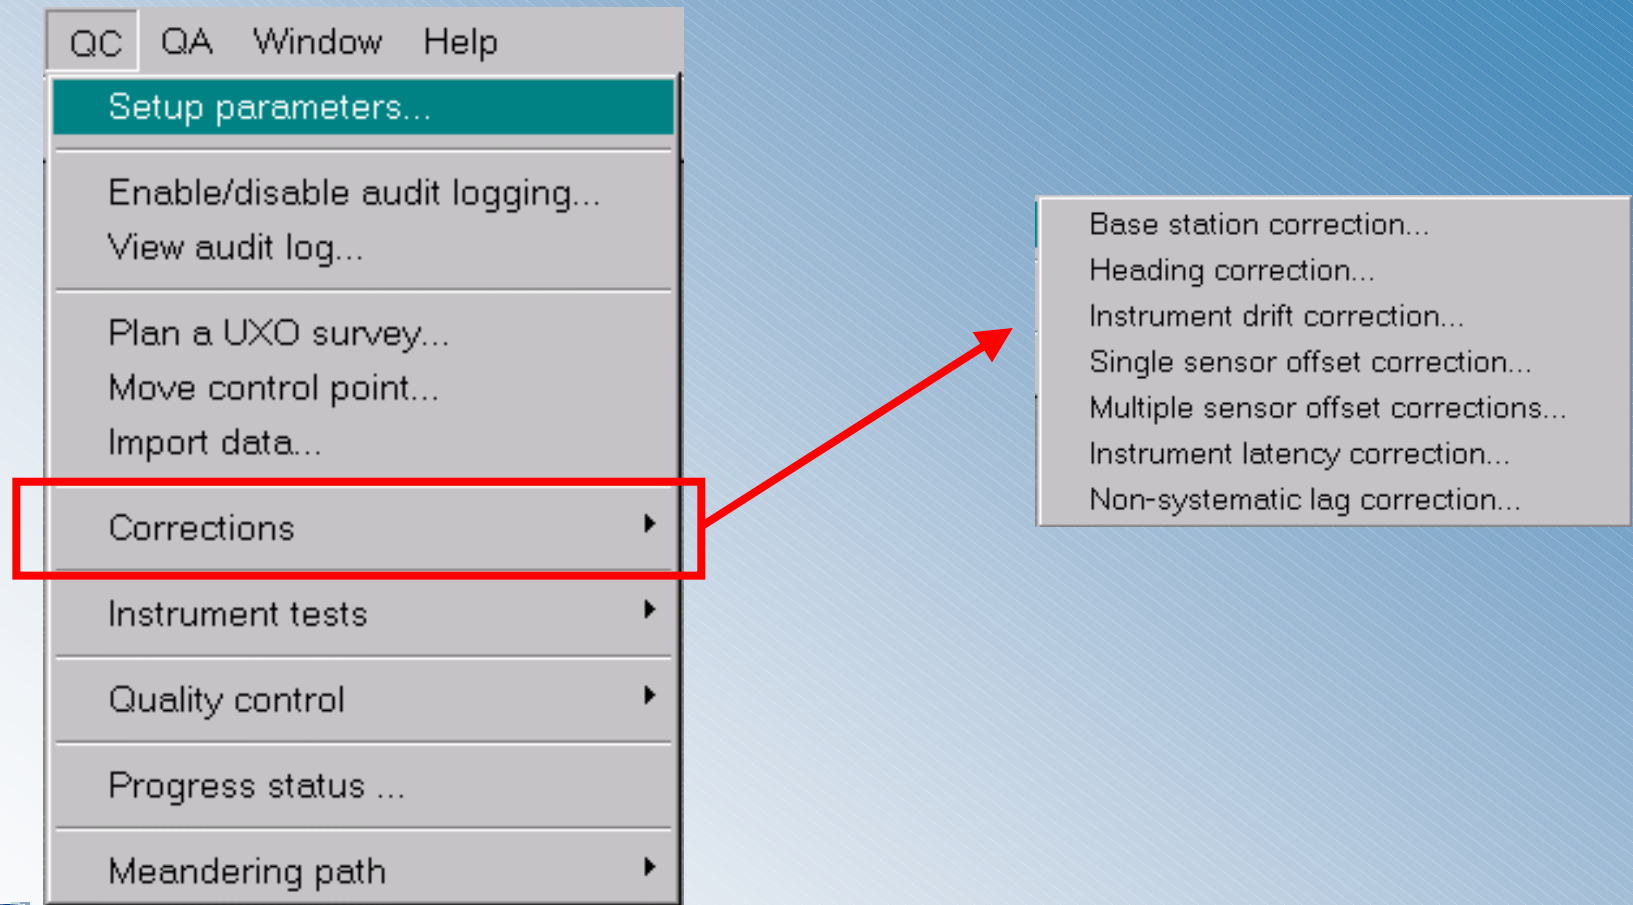 QC QA Window Help
Setup parameters...
Enable/disable audit logging...
View audit log...
Plan a UXO survey...
Move control point...
Import data...
Corrections
Instrument tests
Quality control
Progress status ...
Meandering path
Base station correction...
Heading correction...
Instrument drift correction...
Single sensor offset correction...
Multiple sensor offset corrections...
Instrument latency correction...
Non-systematic lag correction...